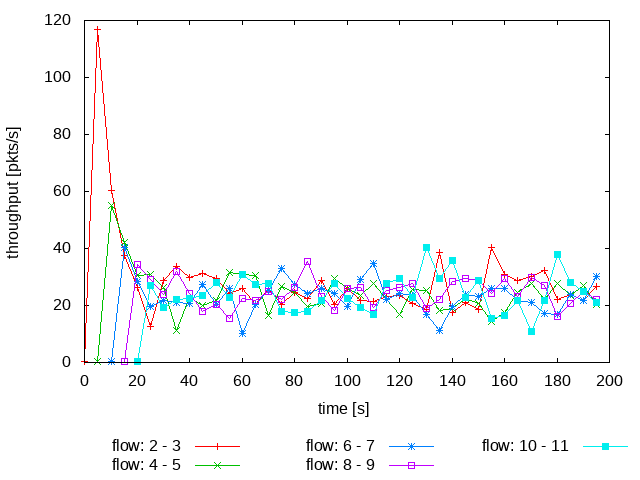 120
100
80
60
40
20
0
throughput [pkts/s]
0 20 40 60 80 100 120 140 160 180 200
time [s]
flow: 2 - 3 flow: 6 - 7 flow: 10 - 11
flow: 4 - 5 flow: 8 - 9